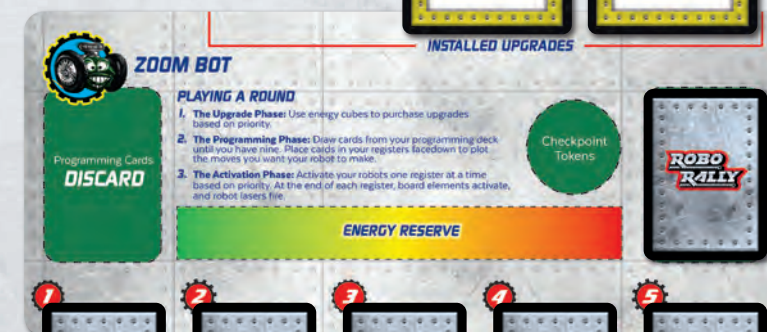 INSTALLED UPGRADES
ZOOM BOT
PLAYING A ROUND
1. The Upgrade Phase: Use energy cubes to purchase upgrades
based on priority.
2. The Programming Phase: Draw cards from your programming deck
until you have nine. Place cards in your registers facedown to plot
the moves you want your robot to make.
3. The Activation Phase: Activate your robots one register at a time
based on priority. At the end of each register, board elements activate,
and robot lasers fire.
Programming Cards
DISCARD
Checkpoint
Tokens
ROBO
RALLY
ENERGY RESERVE
1
2
3
4
5